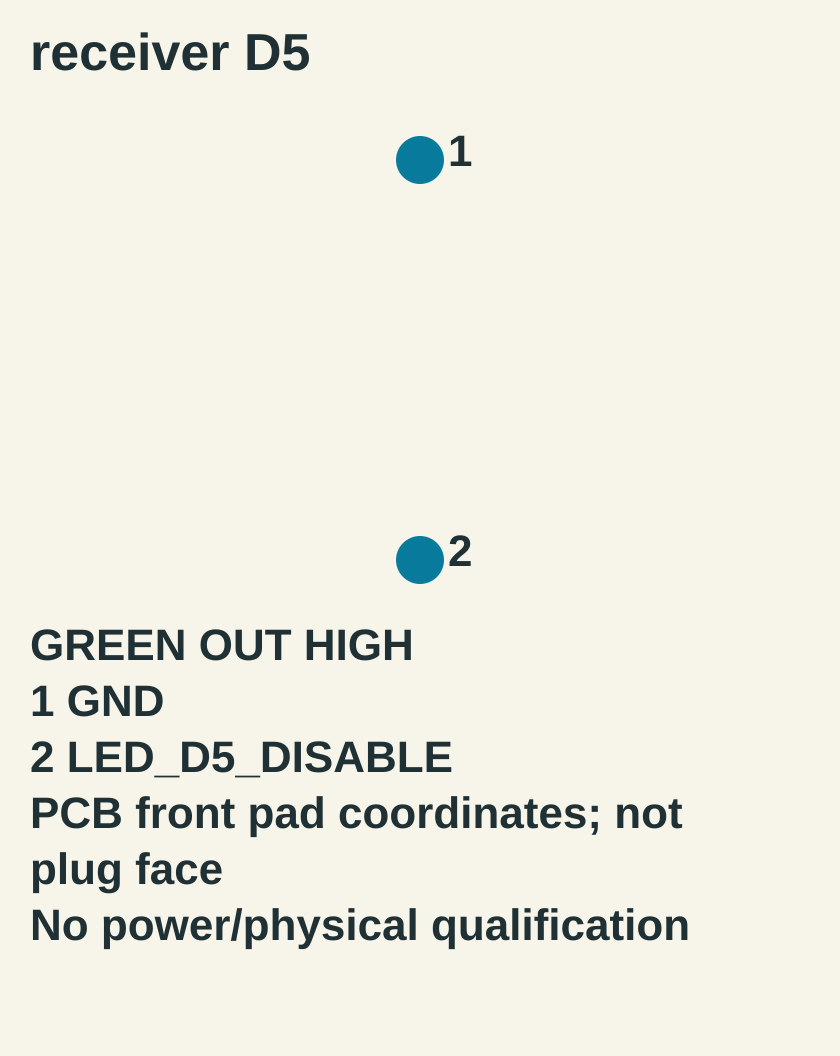 receiver D5
1
2
GREEN OUT HIGH
1 GND
2 LED_D5_DISABLE
PCB front pad coordinates; not
plug face
No power/physical qualification